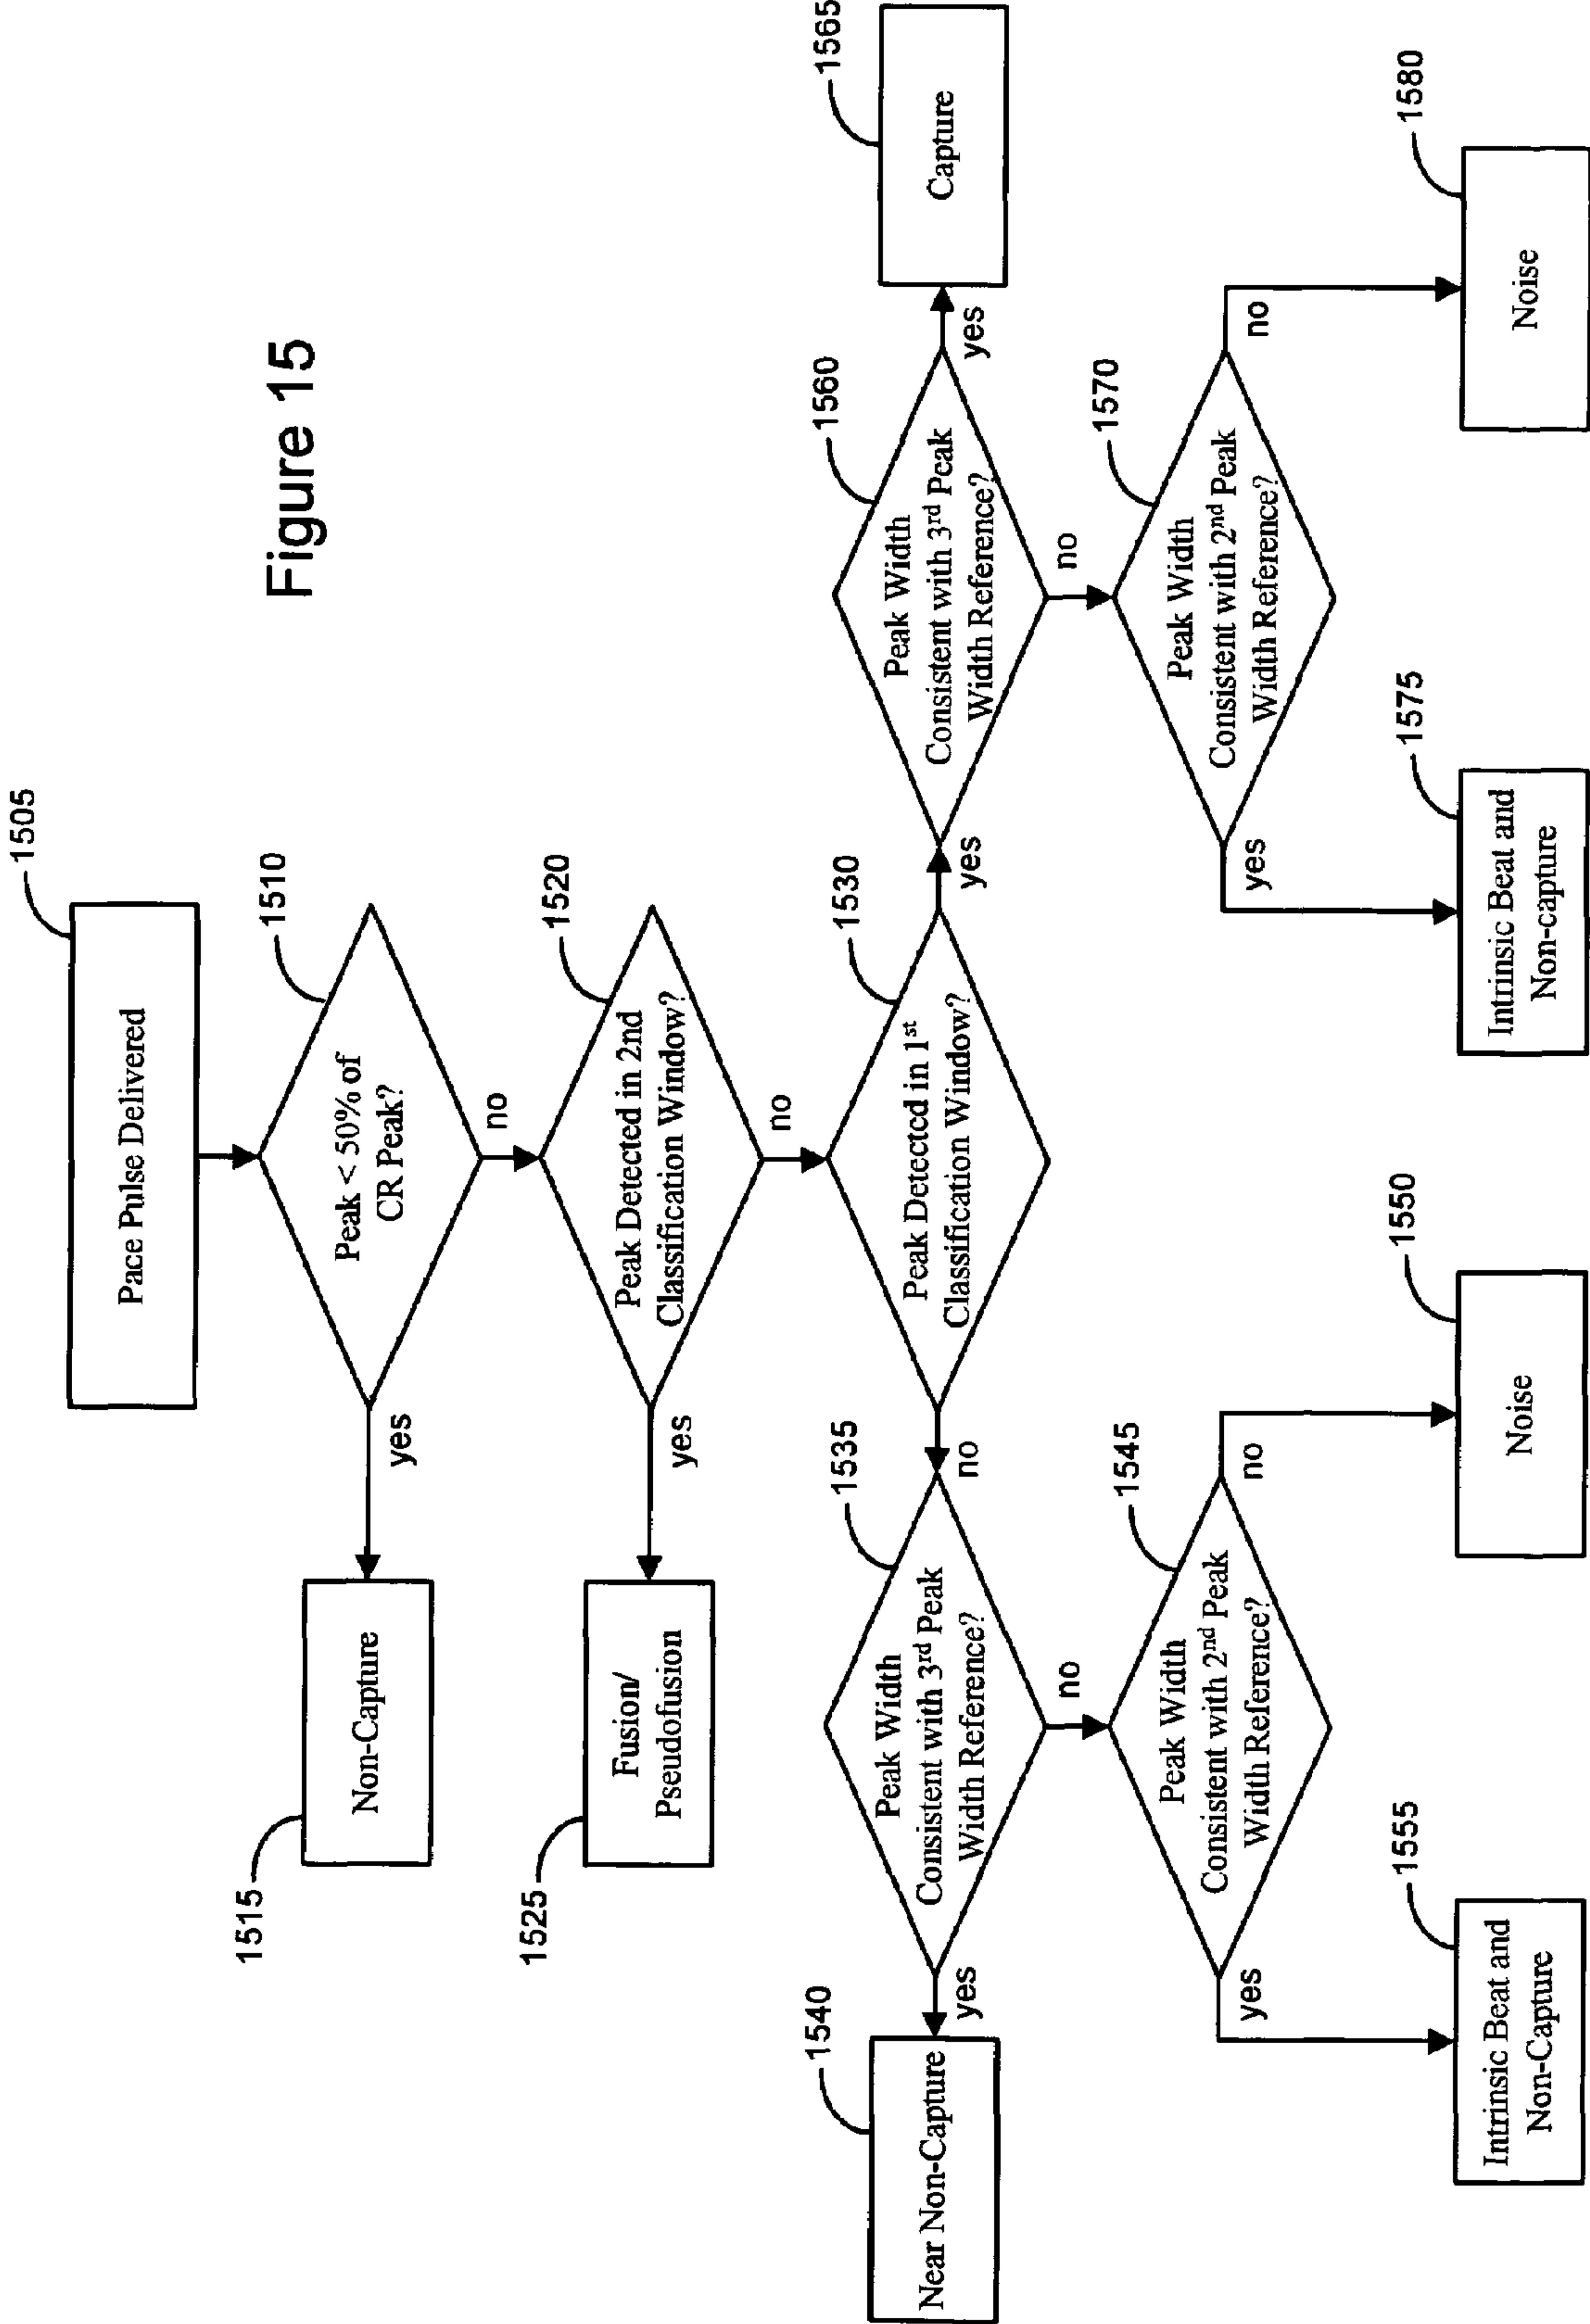 Figure 15
1505
Pace Pulse Delivered
1510
Peak < 50% of
CR Peak?
yes
no
1515
Non-Capture
1520
Peak Detected in 2nd
Classification Window?
yes
no
1525
Fusion/
Pseudofusion
1530
Peak Detected in 1st
Classification Window?
no
yes
1535
Peak Width
Consistent with 3rd Peak
Width Reference?
yes
no
1540
Near Non-Capture
1545
Peak Width
Consistent with 2nd Peak
Width Reference?
yes
no
1555
Intrinsic Beat and
Non-Capture
1550
Noise
1560
Peak Width
Consistent with 3rd Peak
Width Reference?
yes
no
1565
Capture
1570
Peak Width
Consistent with 2nd Peak
Width Reference?
yes
no
1575
Intrinsic Beat and
Non-capture
1580
Noise